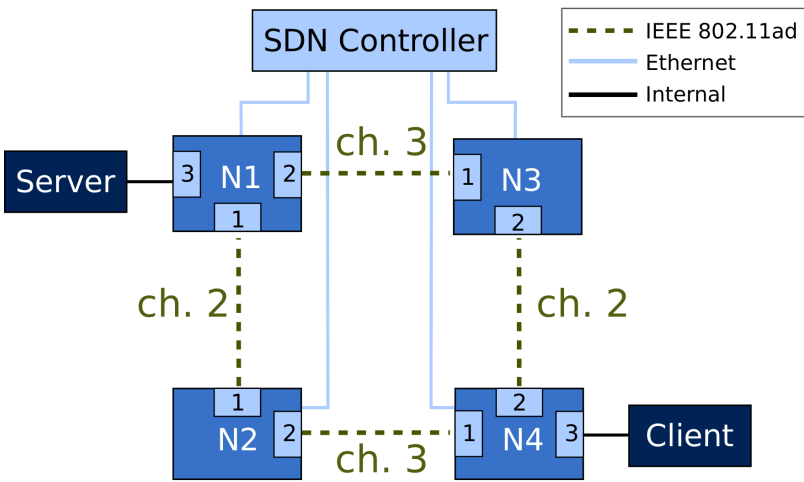 SDN Controller
IEEE 802.11ad
Ethernet
Internal
ch. 3
Server
3
N1
2
1
1
N3
2
ch. 2
ch. 2
1
N2
2
ch. 3
2
1
N4
3
Client